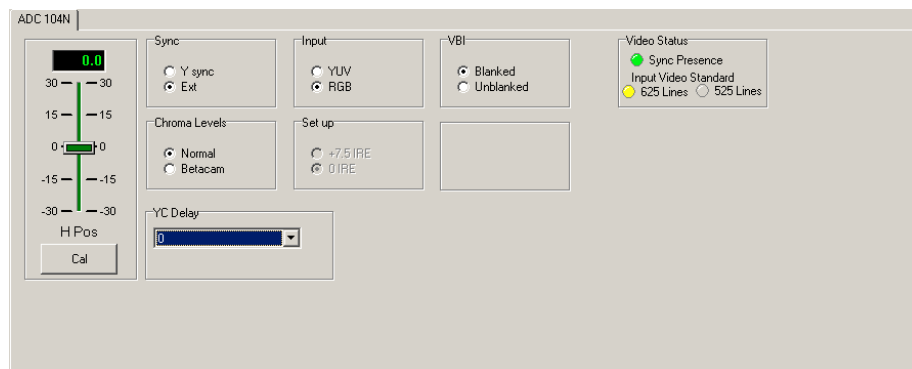 ADC 104N
0.0
30 30
15 15
0 0
-15 -15
-30 -30
H Pos
Cal
Sync
Y sync
Ext
Input
YUV
RGB
VBI
Blanked
Unblanked
Video Status
Sync Presence
Input Video Standard
625 Lines 525 Lines
Chroma Levels
Normal
Betacam
Set up
+7.5 IRE
0 IRE
YC Delay
0